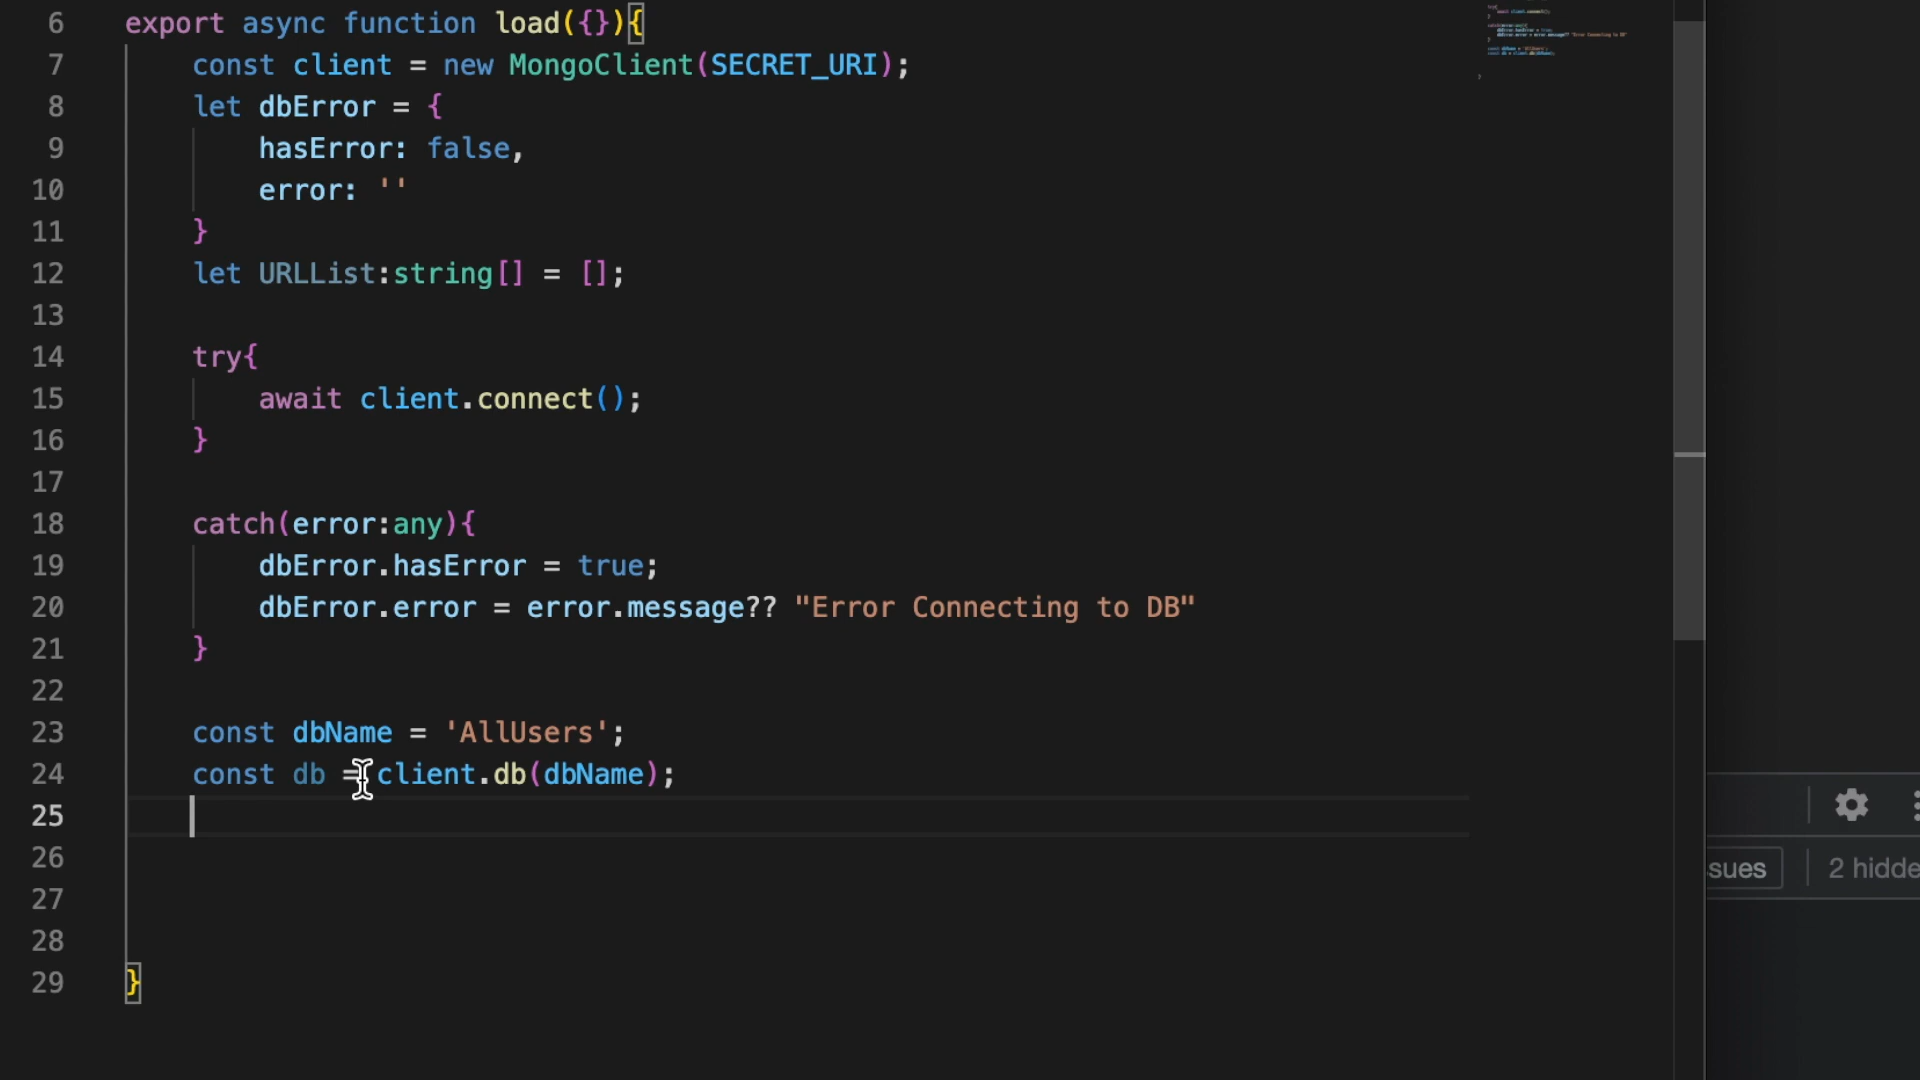 6 export async function load({}){
7 const client = new MongoClient(SECRET_URI);
8 let dbError = {
9 hasError: false,
10 error: ''
11 }
12 let URLList:string[] = [];
13
14 try{
15 await client.connect();
16 }
17
18 catch(error:any){
19 dbError.hasError = true;
20 dbError.error = error.message?? "Error Connecting to DB"
21 }
22
23 const dbName = 'AllUsers';
24 const db = client.db(dbName);
25
26
27
28
29 }
ssues
2 hidde